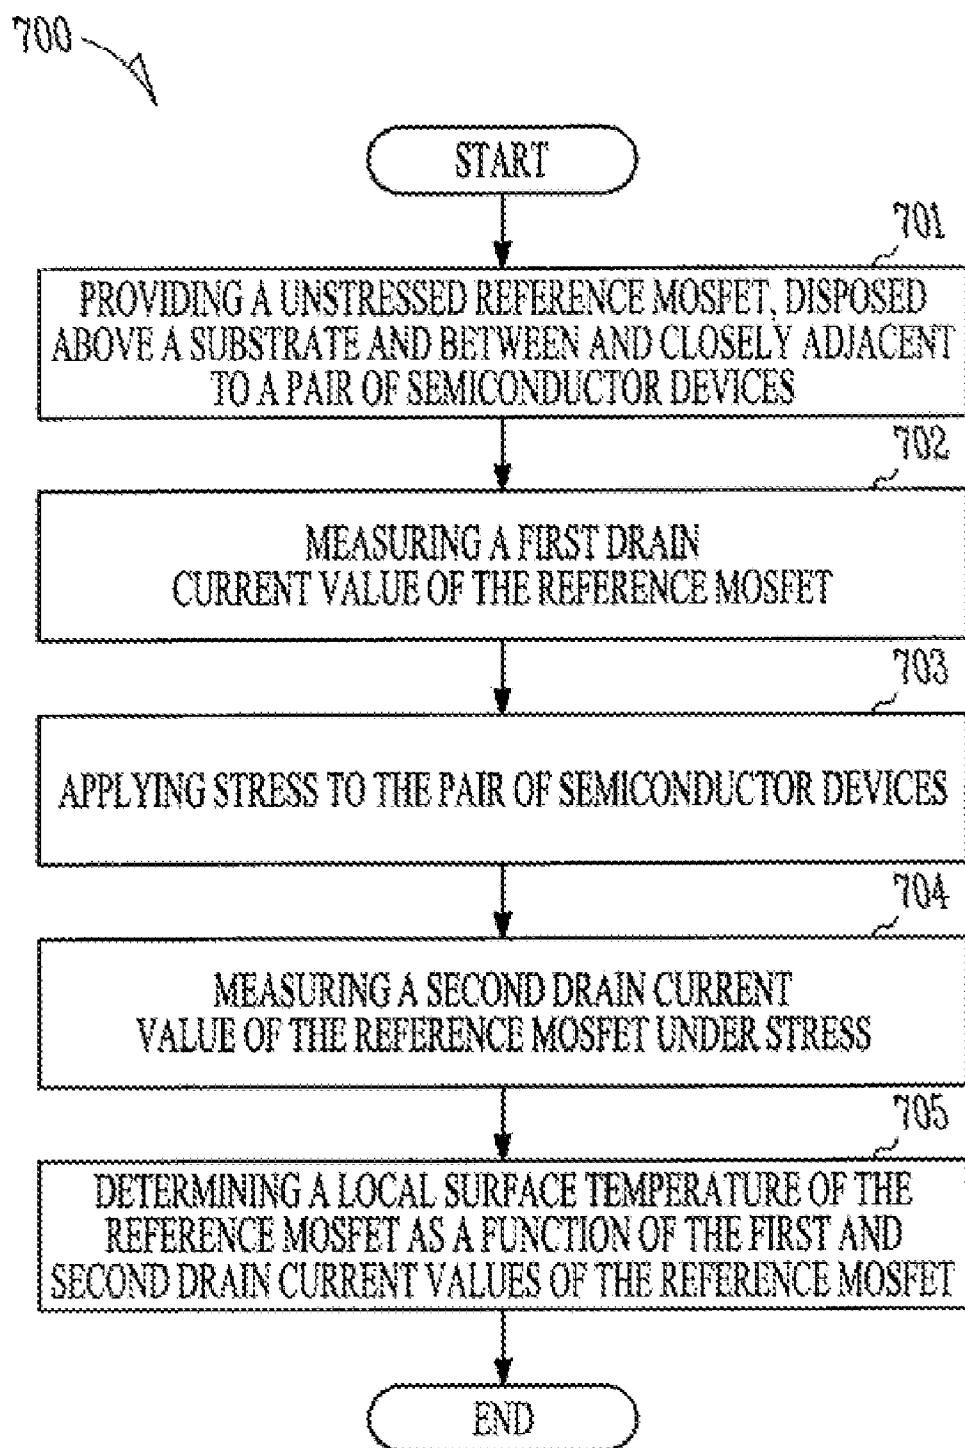 700
START
701
PROVIDING A UNSTRESSED REFERENCE MOSFET, DISPOSED
ABOVE A SUBSTRATE AND BETWEEN AND CLOSELY ADJACENT
TO A PAIR OF SEMICONDUCTOR DEVICES
702
MEASURING A FIRST DRAIN
CURRENT VALUE OF THE REFERENCE MOSFET
703
APPLYING STRESS TO THE PAIR OF SEMICONDUCTOR DEVICES
704
MEASURING A SECOND DRAIN CURRENT
VALUE OF THE REFERENCE MOSFET UNDER STRESS
705
DETERMINING A LOCAL SURFACE TEMPERATURE OF THE
REFERENCE MOSFET AS A FUNCTION OF THE FIRST AND
SECOND DRAIN CURRENT VALUES OF THE REFERENCE MOSFET
END